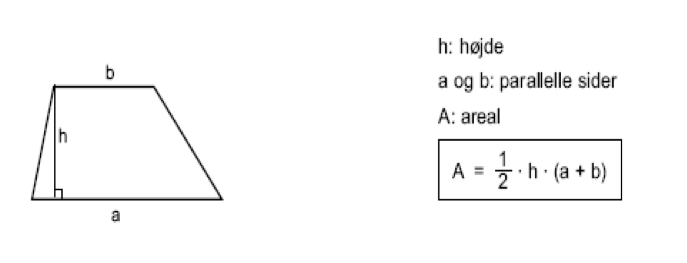 b
h
a
h: højde
a og b: parallelle sider
A: areal
A = 1/2 · h · (a + b)